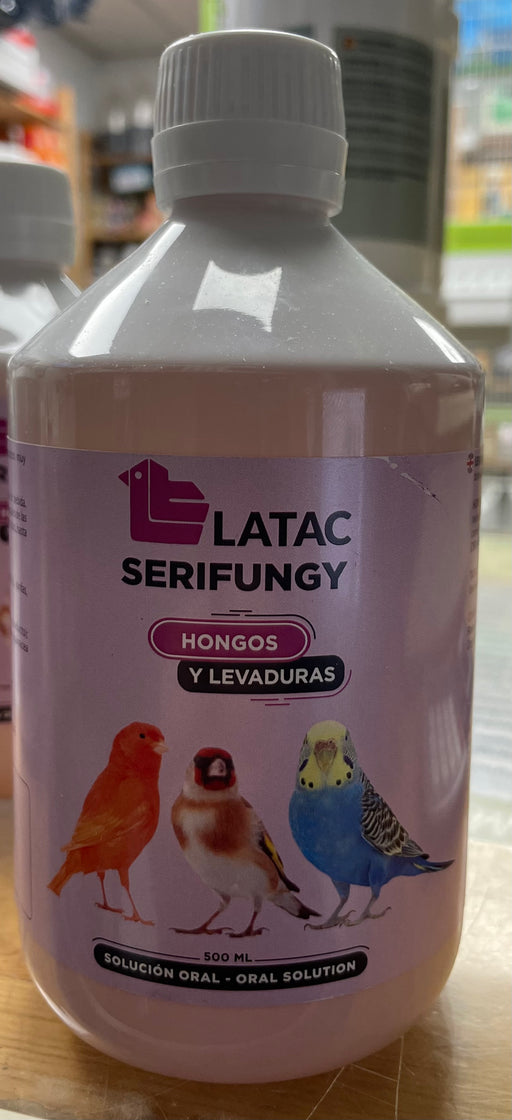 LATAC
SERIFUNGY
HONGOS
Y LEVADURAS
500 ML
SOLUCIÓN ORAL - ORAL SOLUTION